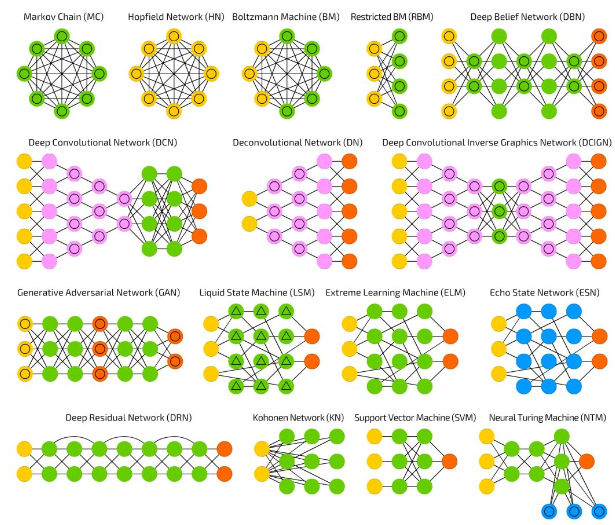 Markov Chain (MC)
Hopfield Network (HN)
Boltzmann Machine (BM)
Restricted BM (RBM)
Deep Belief Network (DBN)
Deep Convolutional Network (DCN)
Deconvolutional Network (DN)
Deep Convolutional Inverse Graphics Network (DCIGN)
Generative Adversarial Network (GAN)
Liquid State Machine (LSM)
Extreme Learning Machine (ELM)
Echo State Network (ESN)
Deep Residual Network (DRN)
Kohonen Network (KN)
Support Vector Machine (SVM)
Neural Turing Machine (NTM)